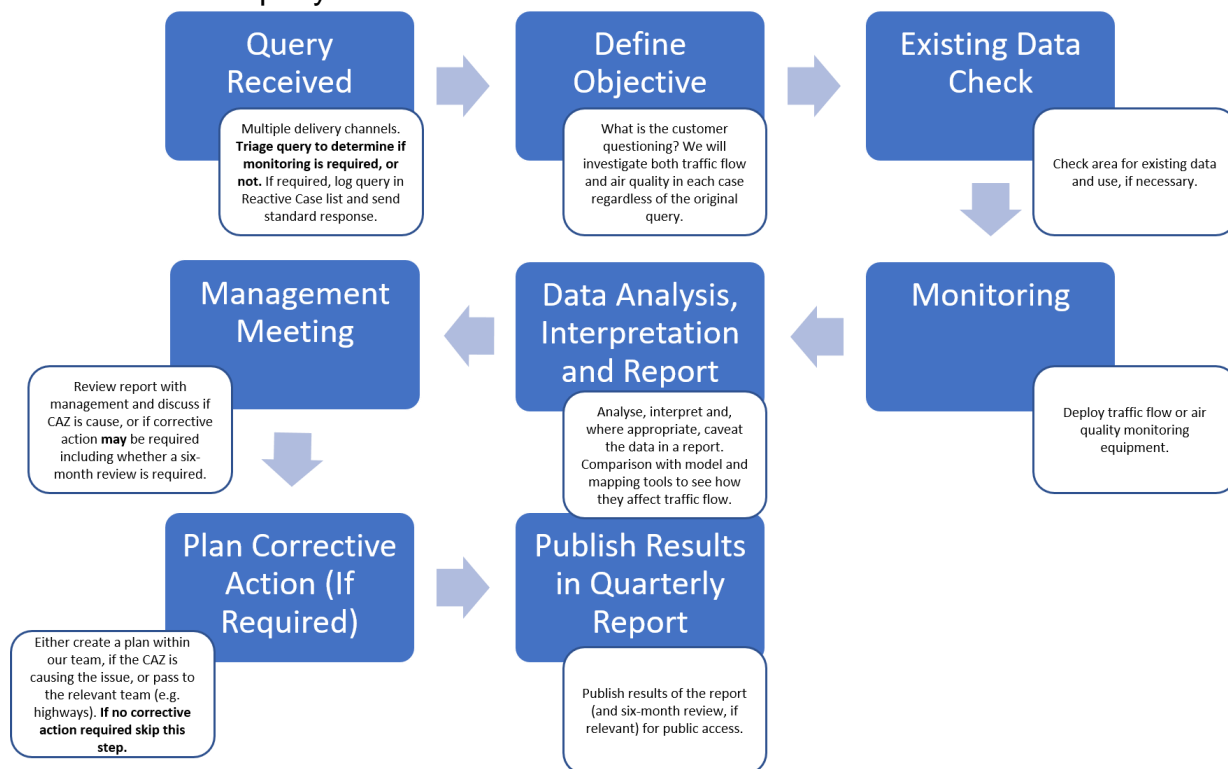 Query
Received
Multiple delivery channels.
Triage query to determine if
monitoring is required, or
not. If required, log query in
Reactive Case list and send
standard response.
Define
Objective
What is the customer
questioning? We will
investigate both traffic flow
and air quality in each case
regardless of the original
query.
Existing Data
Check
Check area for existing data
and use, if necessary.
Monitoring
Deploy traffic flow or air
quality monitoring
equipment.
Data Analysis,
Interpretation
and Report
Analyse, interpret and,
where appropriate, caveat
the data in a report.
Comparison with model and
mapping tools to see how
they affect traffic flow.
Management
Meeting
Review report with
management and discuss if
CAZ is cause, or if corrective
action may be required
including whether a six-
month review is required.
Plan Corrective
Action (If
Required)
Either create a plan within
our team, if the CAZ is
causing the issue, or pass to
the relevant team (e.g.
highways). If no corrective
action required skip this
step.
Publish Results
in Quarterly
Report
Publish results of the report
(and six-month review, if
relevant) for public access.